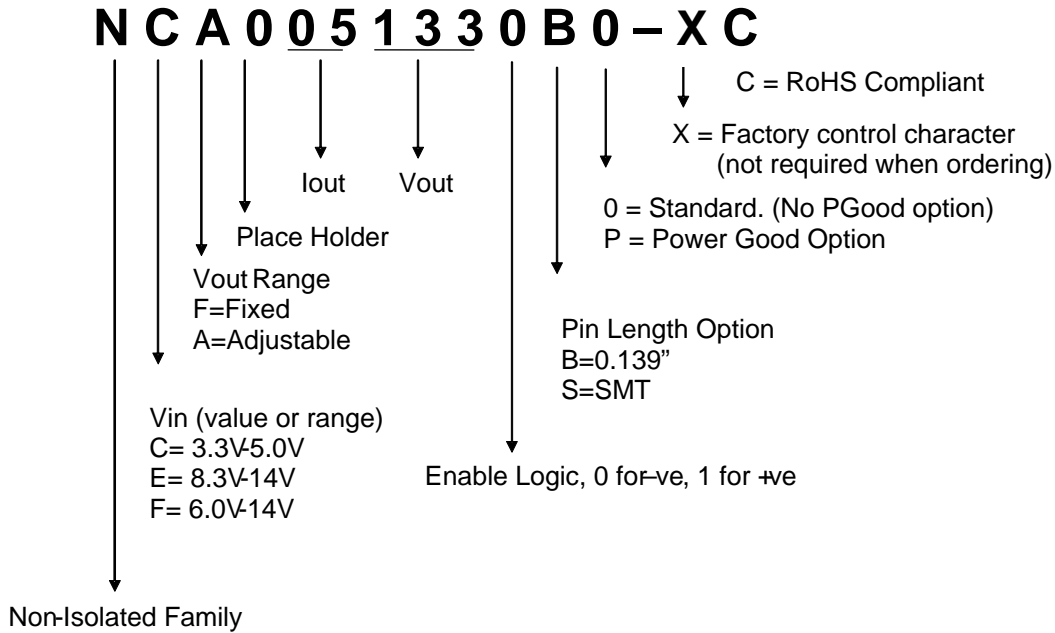 N C A 0 0 5 1 3 3 0 B 0 – X C
C = RoHS Compliant
X = Factory control character
(not required when ordering)
Iout
Vout
0 = Standard. (No PGood option)
P = Power Good Option
Place Holder
Vout Range
F=Fixed
A=Adjustable
Pin Length Option
B=0.139”
S=SMT
Vin (value or range)
C= 3.3V-5.0V
E= 8.3V-14V
F= 6.0V-14V
Enable Logic, 0 for–ve, 1 for +ve
Non-Isolated Family